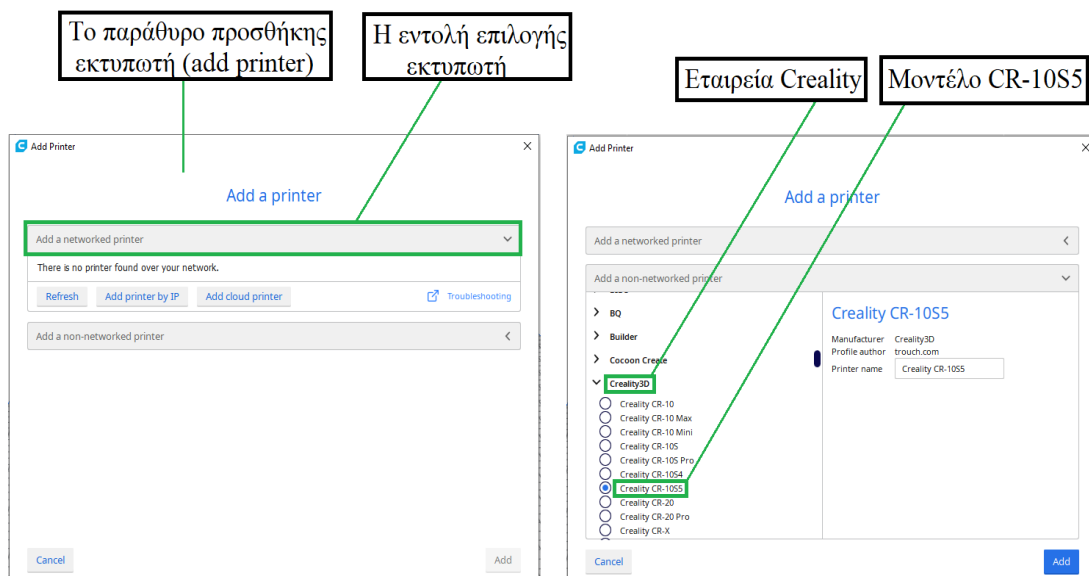 Το παράθυρο προσθήκης
εκτυπωτή (add printer)
Η εντολή επιλογής
εκτυπωτή
Εταιρεία Creality
Μοντέλο CR-10S5
Add Printer
Add a printer
Add a networked printer
There is no printer found over your network.
Refresh
Add printer by IP
Add cloud printer
Troubleshooting
Add a non-networked printer
Cancel
Add
Add Printer
Add a printer
Add a networked printer
Add a non-networked printer
BQ
Builder
Cocoon Create
Creality3D
Creality CR-10
Creality CR-10 Max
Creality CR-10 Mini
Creality CR-10S
Creality CR-10S Pro
Creality CR-10S4
Creality CR-10S5
Creality CR-20
Creality CR-20 Pro
Creality CR-X
Creality CR-10S5
Manufacturer Creality3D
Profile author trouch.com
Printer name Creality CR-10S5
Cancel
Add